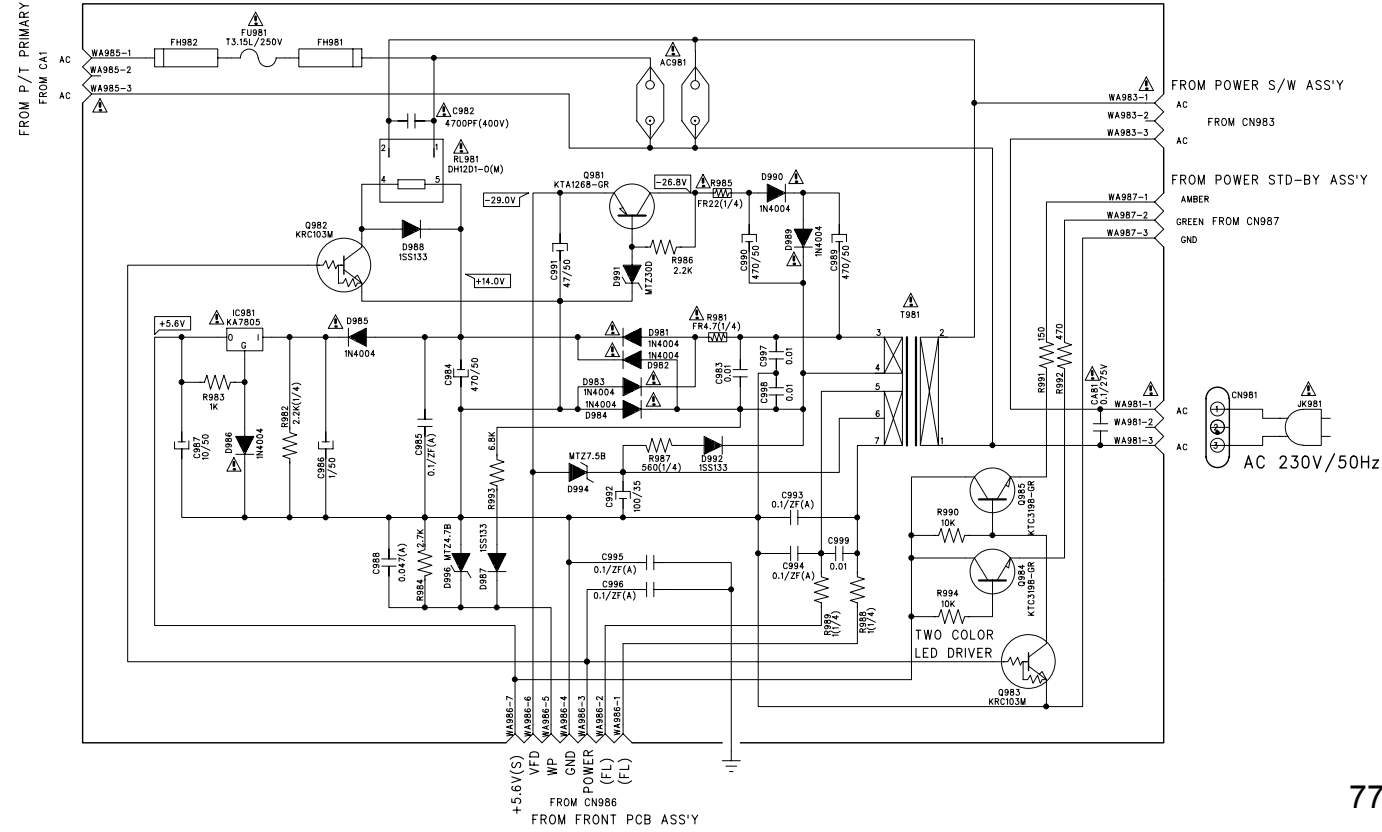 FROM P/T PRIMARY
FROM CA1
AC
WA985-1
WA985-2
AC
WA985-3
FH982
FU981
T3.15L/250V
FH981
AC981
C982
4700PF(400V)
2
1
RL981
DH12D1-0(M)
4
5
Q982
KRC103M
D988
1SS133
+14.0V
-29.0V
Q981
KTA1268-GR
-26.8V
R985
FR22(1/4)
D990
1N4004
C991
47/50
D991
MTZ30D
R986
2.2K
C990
470/50
D989
1N4004
C989
470/50
+5.6V
IC981
KA7805
O
I
G
D985
1N4004
R983
1K
C987
10/50
D986
1N4004
R982
2.2K(1/4)
C986
1/50
C985
0.1/ZF(A)
C984
470/50
D981
1N4004
1N4004
D982
D983
1N4004
1N4004
D984
R981
FR4.7(1/4)
C983
0.01
C997
0.01
C998
0.01
T981
3
4
5
6
7
2
1
6.8K
R993
MTZ7.5B
D994
R987
560(1/4)
D992
1SS133
C992
100/35
C988
0.047(A)
2.7K
R984
D996 MTZ4.7B
1SS133
D987
C995
0.1/ZF(A)
C996
0.1/ZF(A)
C993
0.1/ZF(A)
C994
0.1/ZF(A)
C999
0.01
R989
1(1/4)
R988
1(1/4)
FROM POWER S/W ASS'Y
WA983-1
AC
WA983-2
FROM CN983
WA983-3
AC
FROM POWER STD-BY ASS'Y
WA987-1
AMBER
WA987-2
GREEN FROM CN987
WA987-3
GND
150
R991
470
R992
CA81
0.1/275V
WA981-1
AC
WA981-2
WA981-3
AC
CN981
1
2
3
JK981
AC 230V/50Hz
Q985
KTC3198-GR
R990
10K
Q984
KTC3198-GR
R994
10K
TWO COLOR
LED DRIVER
Q983
KRC103M
WA986-7
WA986-6
WA986-5
WA986-4
WA986-3
WA986-2
WA986-1
+5.6V(S)
VFD
WP
GND
POWER
(FL)
(FL)
FROM CN986
FROM FRONT PCB ASS'Y
77